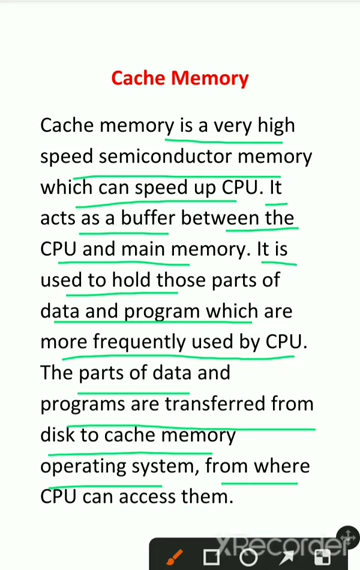 Cache Memory
Cache memory is a very high
speed semiconductor memory
which can speed up CPU. It
acts as a buffer between the
CPU and main memory. It is
used to hold those parts of
data and program which are
more frequently used by CPU.
The parts of data and
programs are transferred from
disk to cache memory
operating system, from where
CPU can access them.
XRecorder